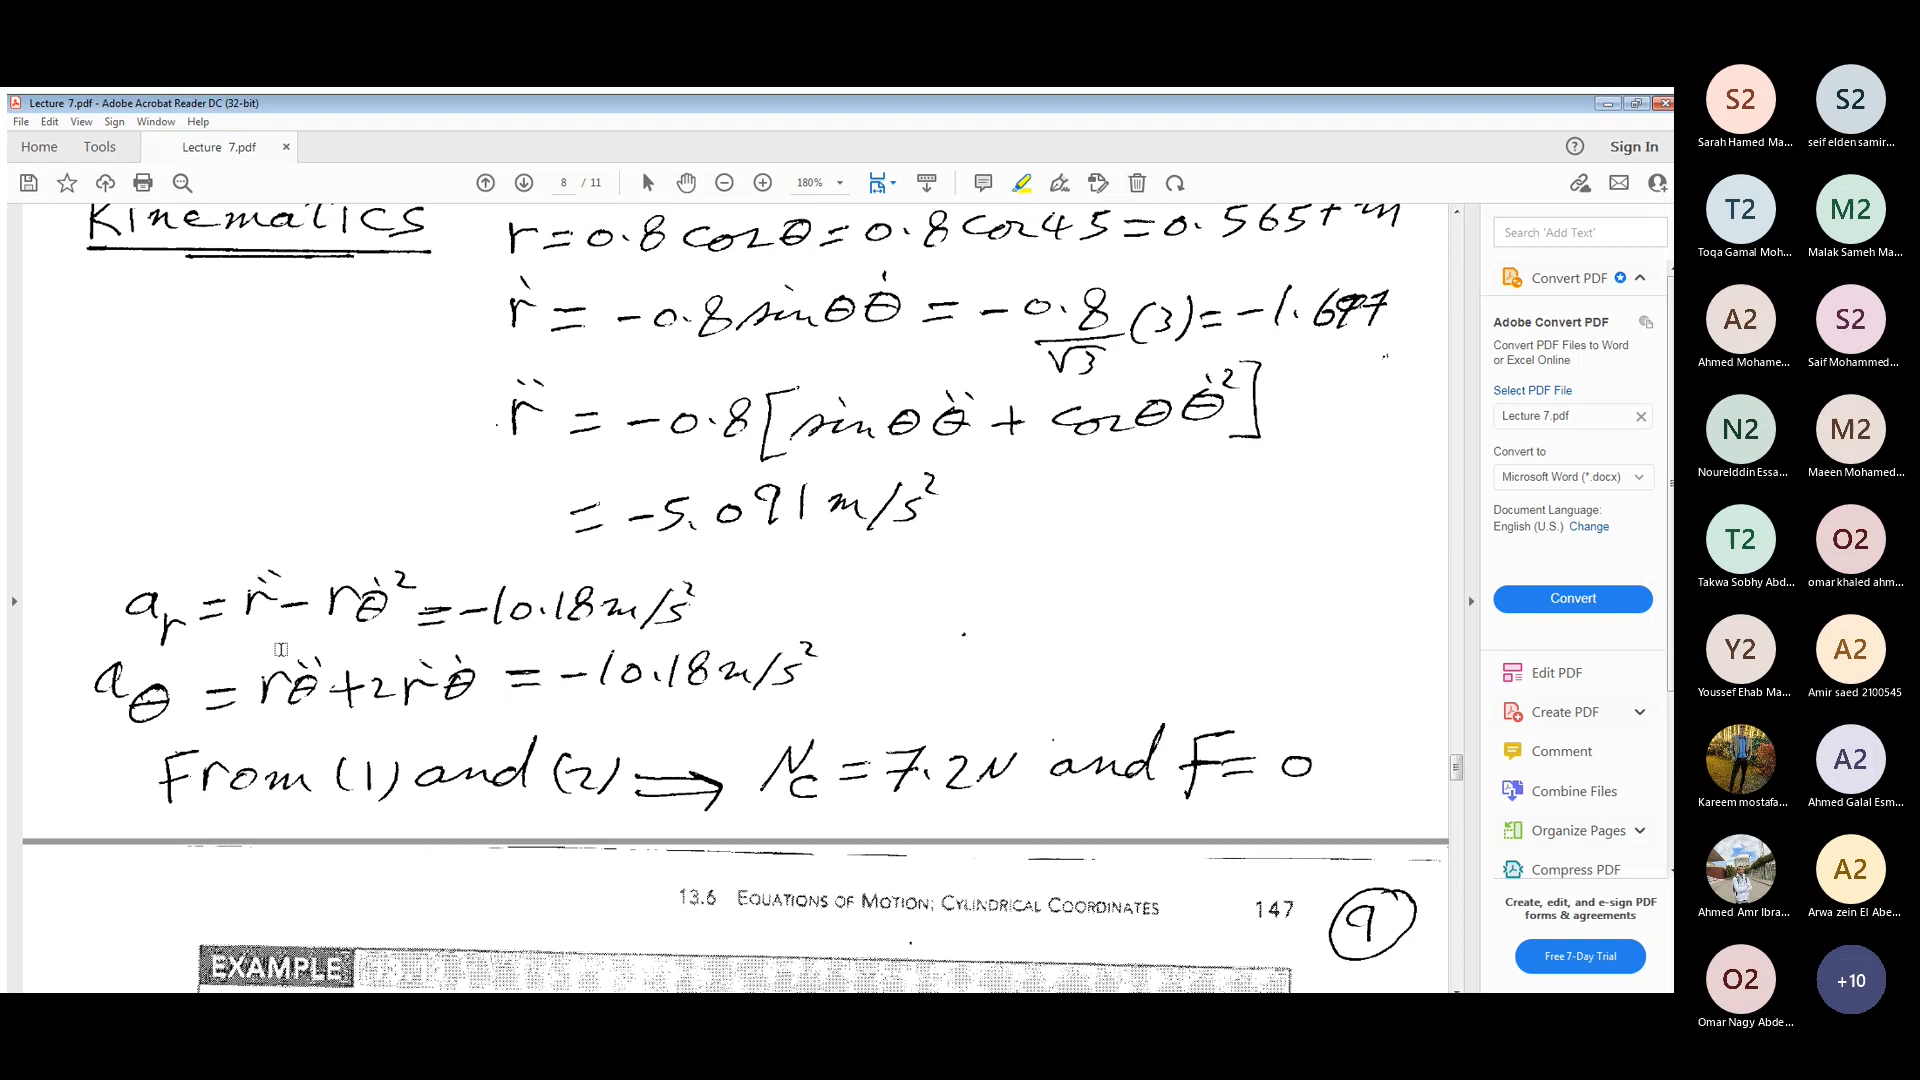 Lecture 7.pdf - Adobe Acrobat Reader DC (32-bit)
File Edit View Sign Window Help
Home Tools Lecture 7.pdf × Sign In
8 / 11 180%
Kinematics r = 0.8 cos θ = 0.8 cos 45 = 0.5657 m
ṙ = -0.8 sin θ θ̇ = -0.8/√3 (3) = -1.697
r̈ = -0.8 [sin θ θ̈ + cos θ θ̇²]
= -5.091 m/s²
a_r = r̈ - rθ̇² = -10.18 m/s²
a_θ = rθ̈ + 2ṙθ̇ = -10.18 m/s²
From (1) and (2) ⟹ N_c = 7.2 N and F = 0
13.6 EQUATIONS OF MOTION; CYLINDRICAL COORDINATES 147 9
EXAMPLE
Search 'Add Text'
Convert PDF
Adobe Convert PDF
Convert PDF Files to Word
or Excel Online
Select PDF File
Lecture 7.pdf
Convert to
Microsoft Word (*.docx)
Document Language:
English (U.S.) Change
Convert
Edit PDF
Create PDF
Comment
Combine Files
Organize Pages
Compress PDF
Create, edit, and e-sign PDF
forms & agreements
Free 7-Day Trial
S2 S2
Sarah Hamed Ma... seif elden samir...
T2 M2
Toqa Gamal Moh... Malak Sameh Ma...
A2 S2
Ahmed Mohame... Saif Mohammed...
N2 M2
Nourelddin Essa... Maeen Mohamed...
T2 O2
Takwa Sobhy Abd... omar khaled ahm...
Y2 A2
Youssef Ehab Ma... Amir saed 2100545
A2
Kareem mostafa... Ahmed Galal Esm...
A2
Ahmed Amr Ibra... Arwa zein El Abe...
O2 +10
Omar Nagy Abde...